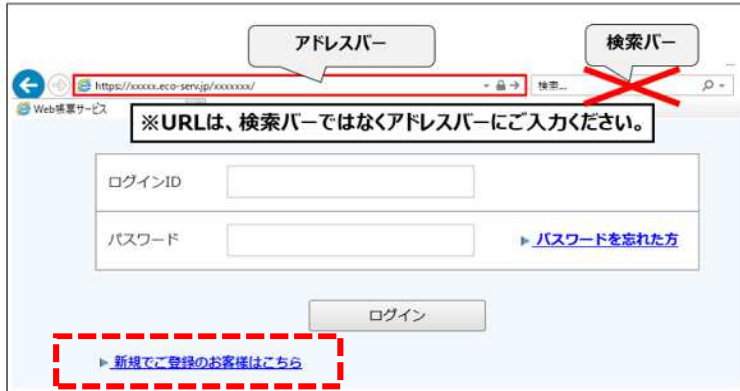 アドレスバー
検索バー
https://xxxxx.eco-serv.jp/xxxxxxx/
検索...
Web帳票サービス
※URLは、検索バーではなくアドレスバーにご入力ください。
ログインID
パスワード
パスワードを忘れた方
ログイン
新規でご登録のお客様はこちら